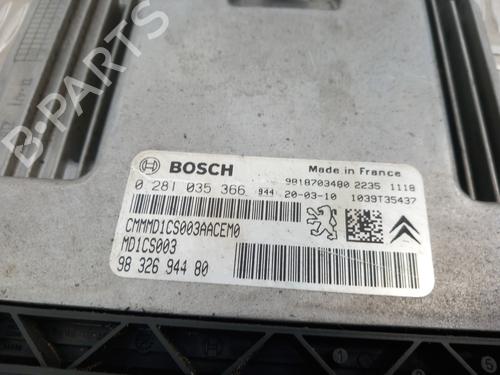 B-PARTS
BOSCH
Made in France
0 281 035 366 944 20-03-10
9818703480 2235 1118
1039T35437
CMMMD1CS003AACEM0
MD1CS003
98 326 944 80